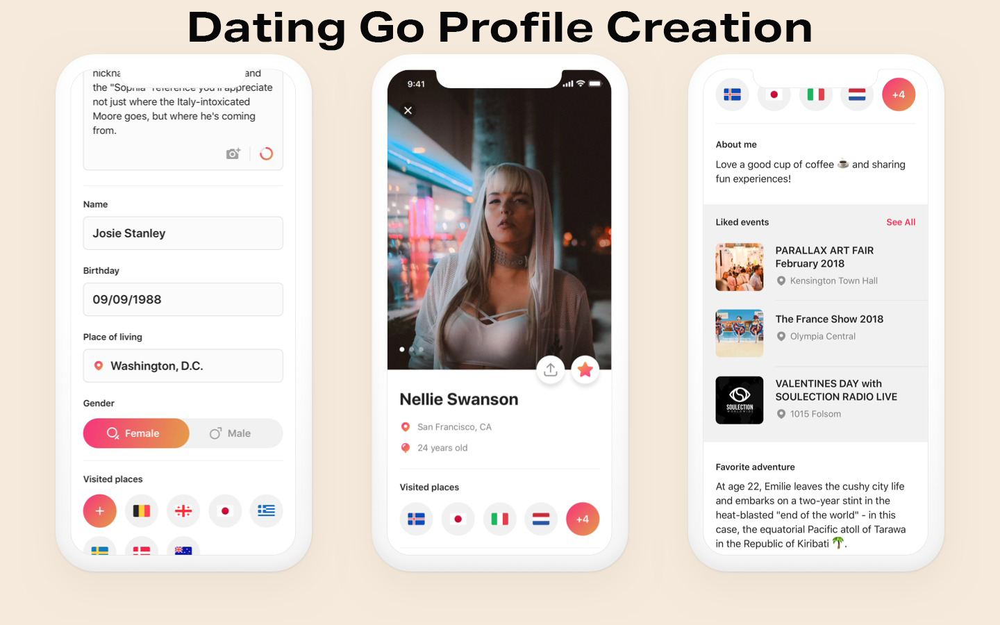 Dating Go Profile Creation
nickna and
the "Sophia" reference you'll appreciate
not just where the Italy-intoxicated
Moore goes, but where he's coming
from.
Name
Josie Stanley
Birthday
09/09/1988
Place of living
Washington, D.C.
Gender
Female Male
Visited places
+
9:41
Nellie Swanson
San Francisco, CA
24 years old
Visited places
+4
+4
About me
Love a good cup of coffee ☕ and sharing
fun experiences!
Liked events See All
PARALLAX ART FAIR
February 2018
Kensington Town Hall
The France Show 2018
Olympia Central
SOULECTION
WORLDWIDE
VALENTINES DAY with
SOULECTION RADIO LIVE
1015 Folsom
Favorite adventure
At age 22, Emilie leaves the cushy city life
and embarks on a two-year stint in the
heat-blasted "end of the world" - in this
case, the equatorial Pacific atoll of Tarawa
in the Republic of Kiribati 🌴.